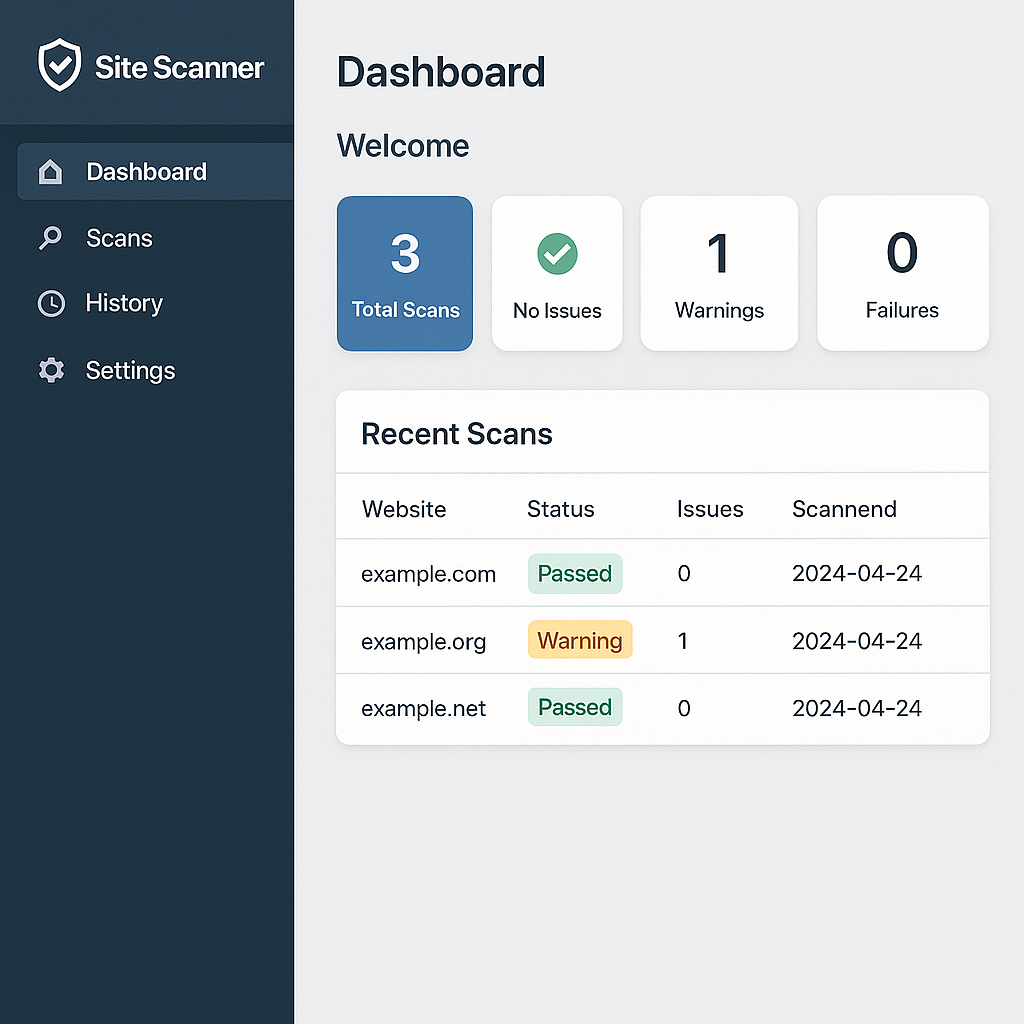 Site Scanner
Dashboard
Scans
History
Settings
Dashboard
Welcome
3
Total Scans
No Issues
1
Warnings
0
Failures
Recent Scans
Website Status Issues Scannend
example.com Passed 0 2024-04-24
example.org Warning 1 2024-04-24
example.net Passed 0 2024-04-24